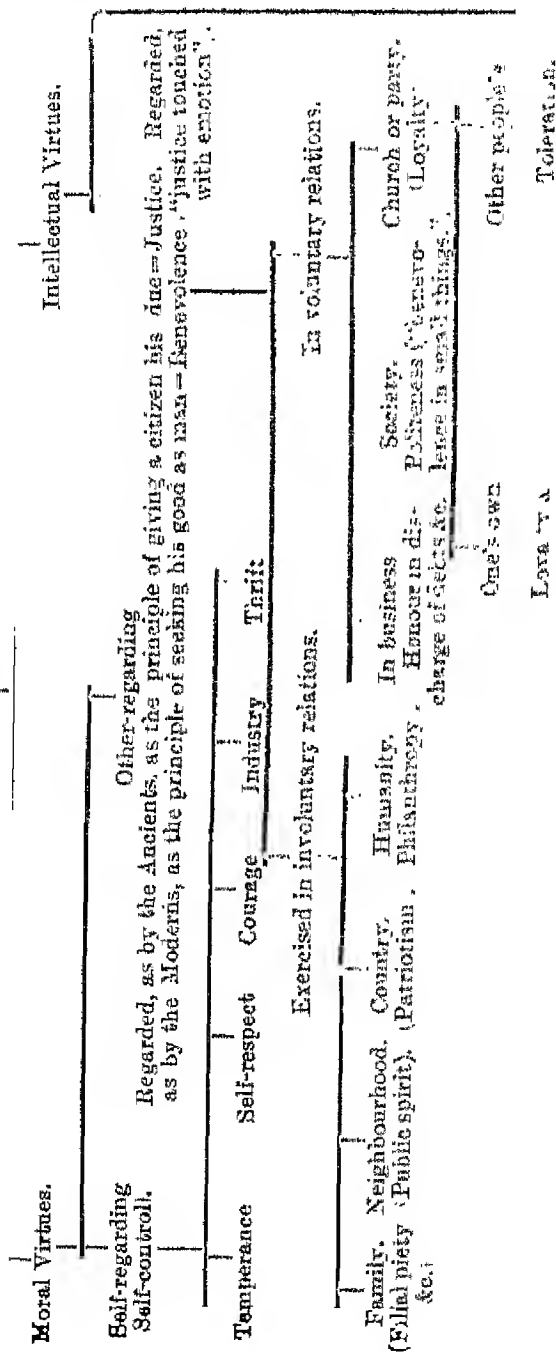 Moral Virtues.
Intellectual Virtues.
Self-regarding
Self-control).
Other-regarding
Regarded, as by the Ancients, as the principle of giving a citizen his due=Justice. Regarded,
as by the Moderns, as the principle of seeking his good as man=Benevolence, "justice touched
with emotion".
Temperance
Self-respect
Courage
Industry
Thrift
Exercised in involuntary relations.
In voluntary relations.
Family.
(Filial piety
&c.)
Neighbourhood.
(Public spirit).
Country.
(Patriotism.
Humanity.
Philanthropy.
In business
Honour in dis-
charge of debts &c.
Society.
Politeness ("benevo-
lence in small things."
Church or party.
(Loyalty
One's own
Other people's
Toleration.